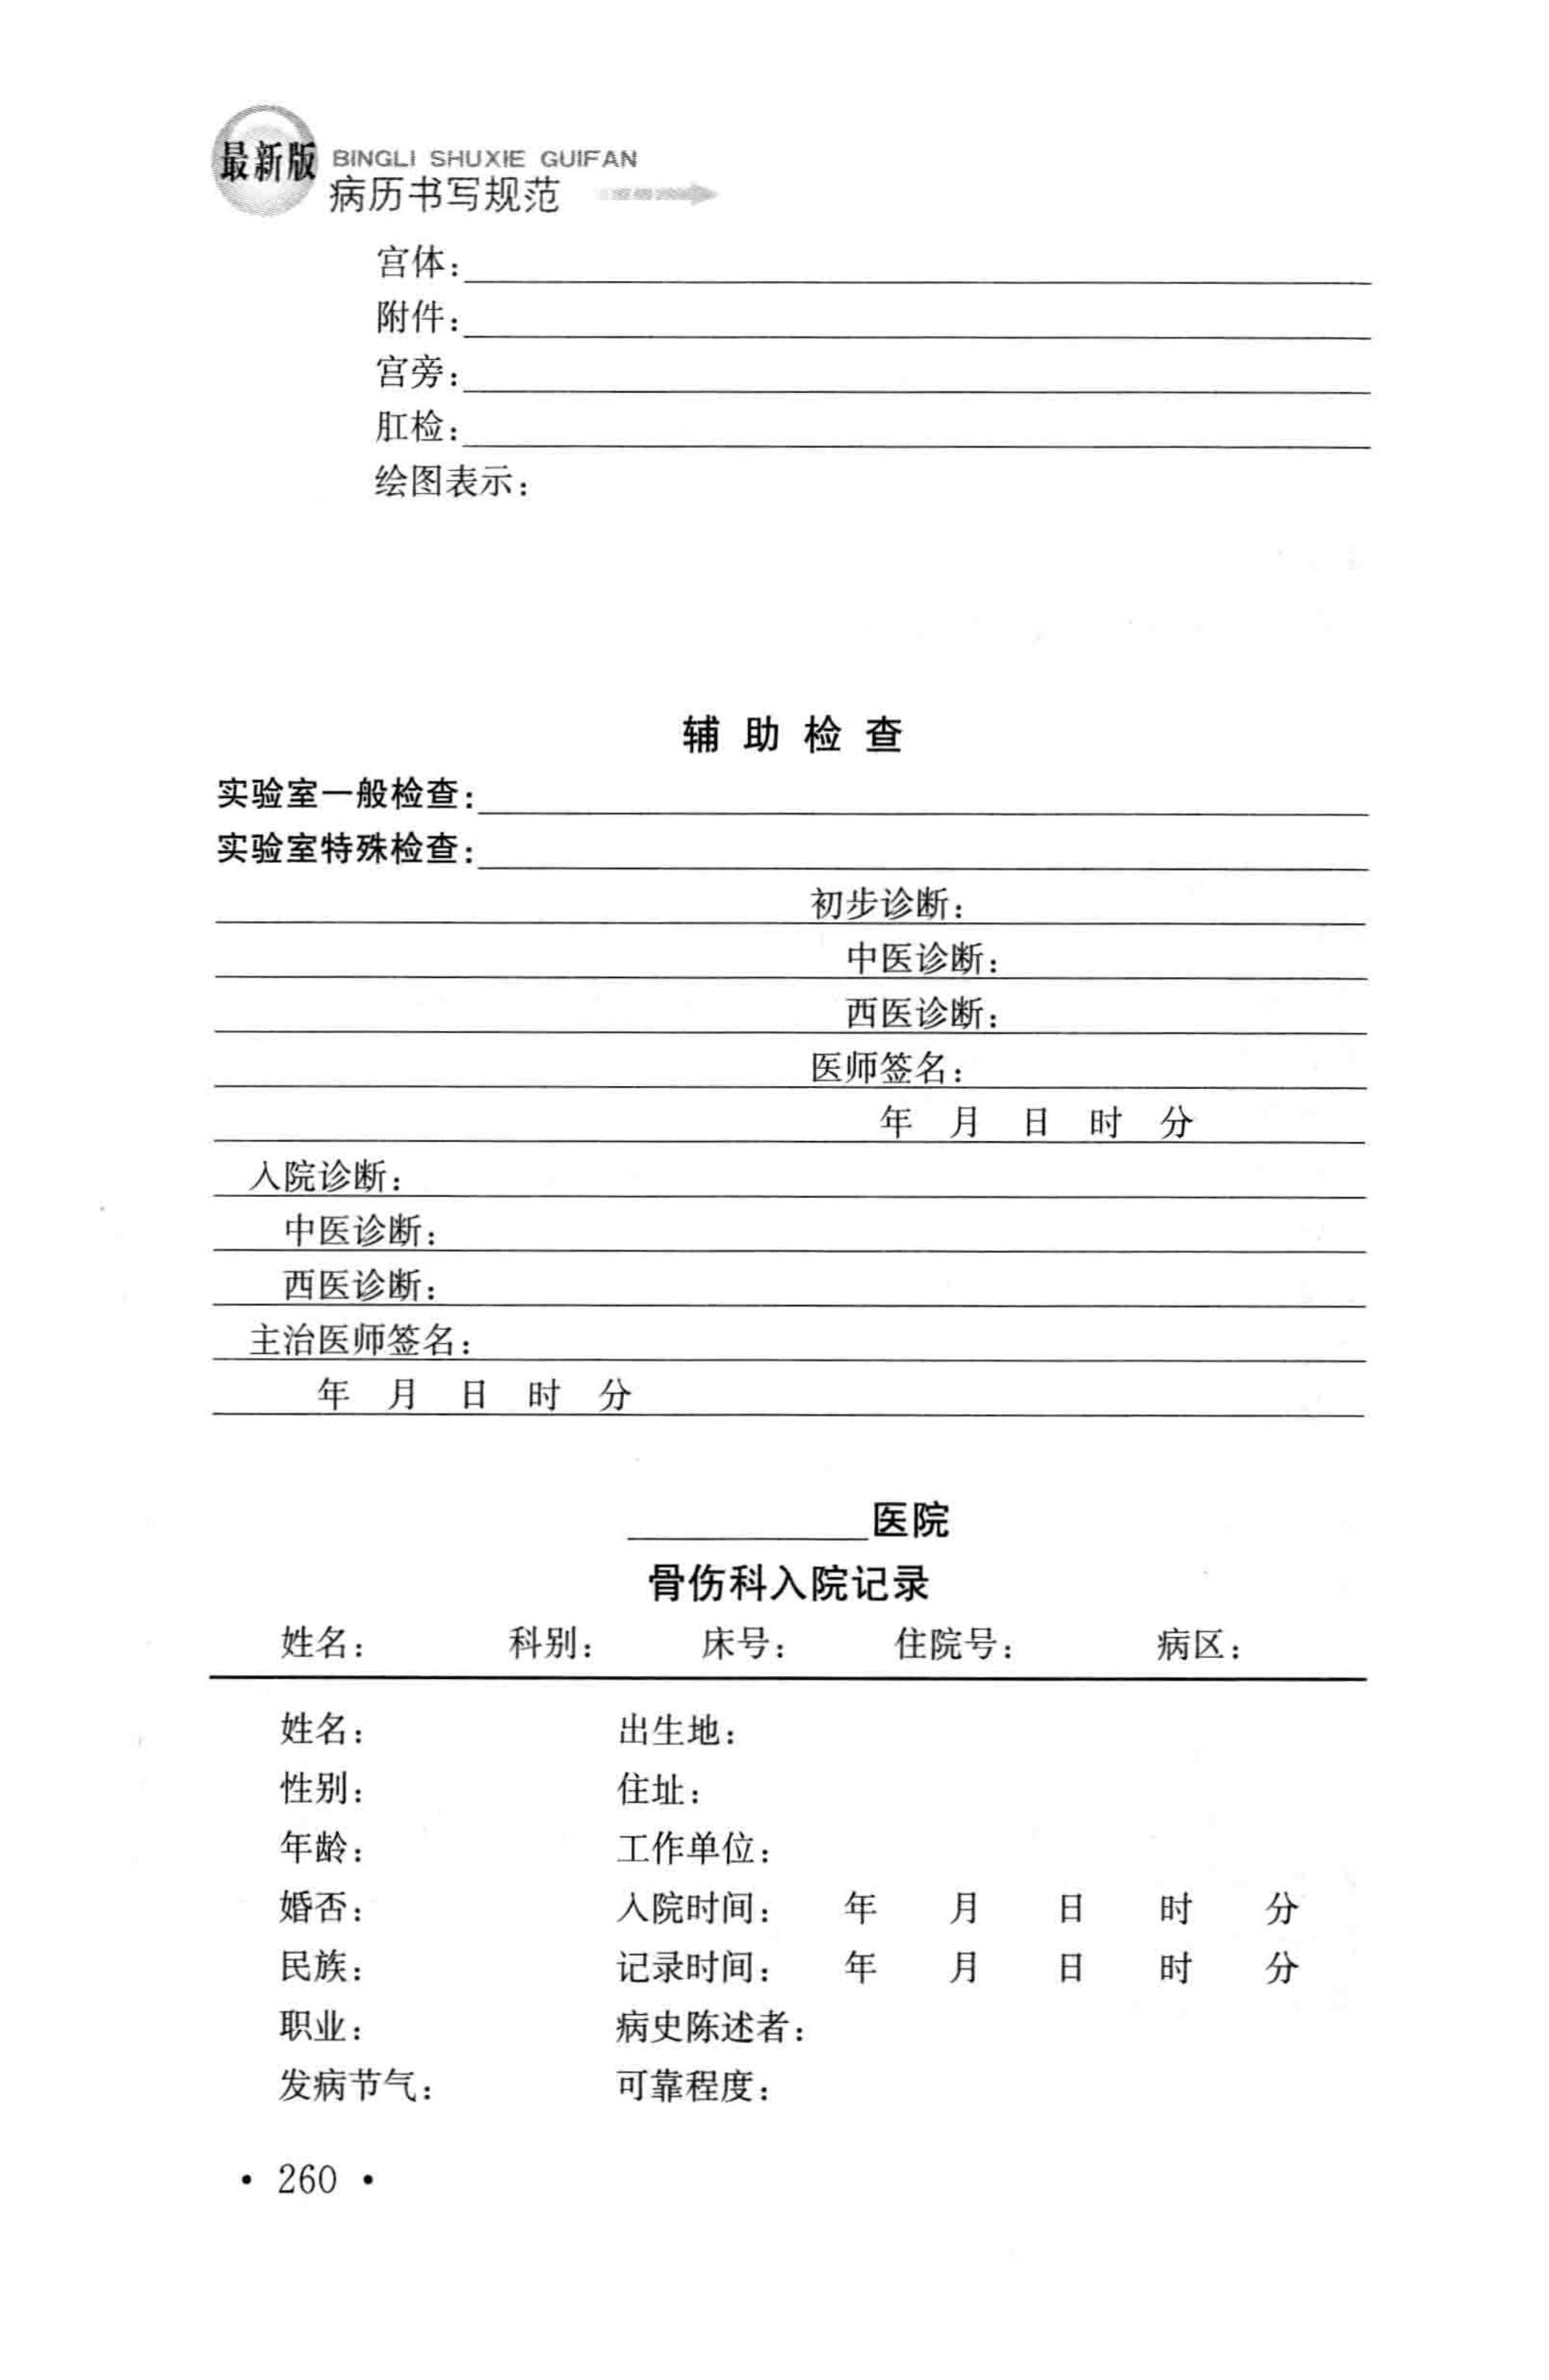 最新版 BINGLI SHUXIE GUIFAN
病历书写规范
宫体：
附件：
宫旁：
肛检：
绘图表示：
辅助检查
实验室一般检查：
实验室特殊检查：
初步诊断：
中医诊断：
西医诊断：
医师签名：
年 月 日 时 分
入院诊断：
中医诊断：
西医诊断：
主治医师签名：
年 月 日 时 分
医院
骨伤科入院记录
姓名： 科别： 床号： 住院号： 病区：
姓名： 出生地：
性别： 住址：
年龄： 工作单位：
婚否： 入院时间： 年 月 日 时 分
民族： 记录时间： 年 月 日 时 分
职业： 病史陈述者：
发病节气： 可靠程度：
· 260 ·